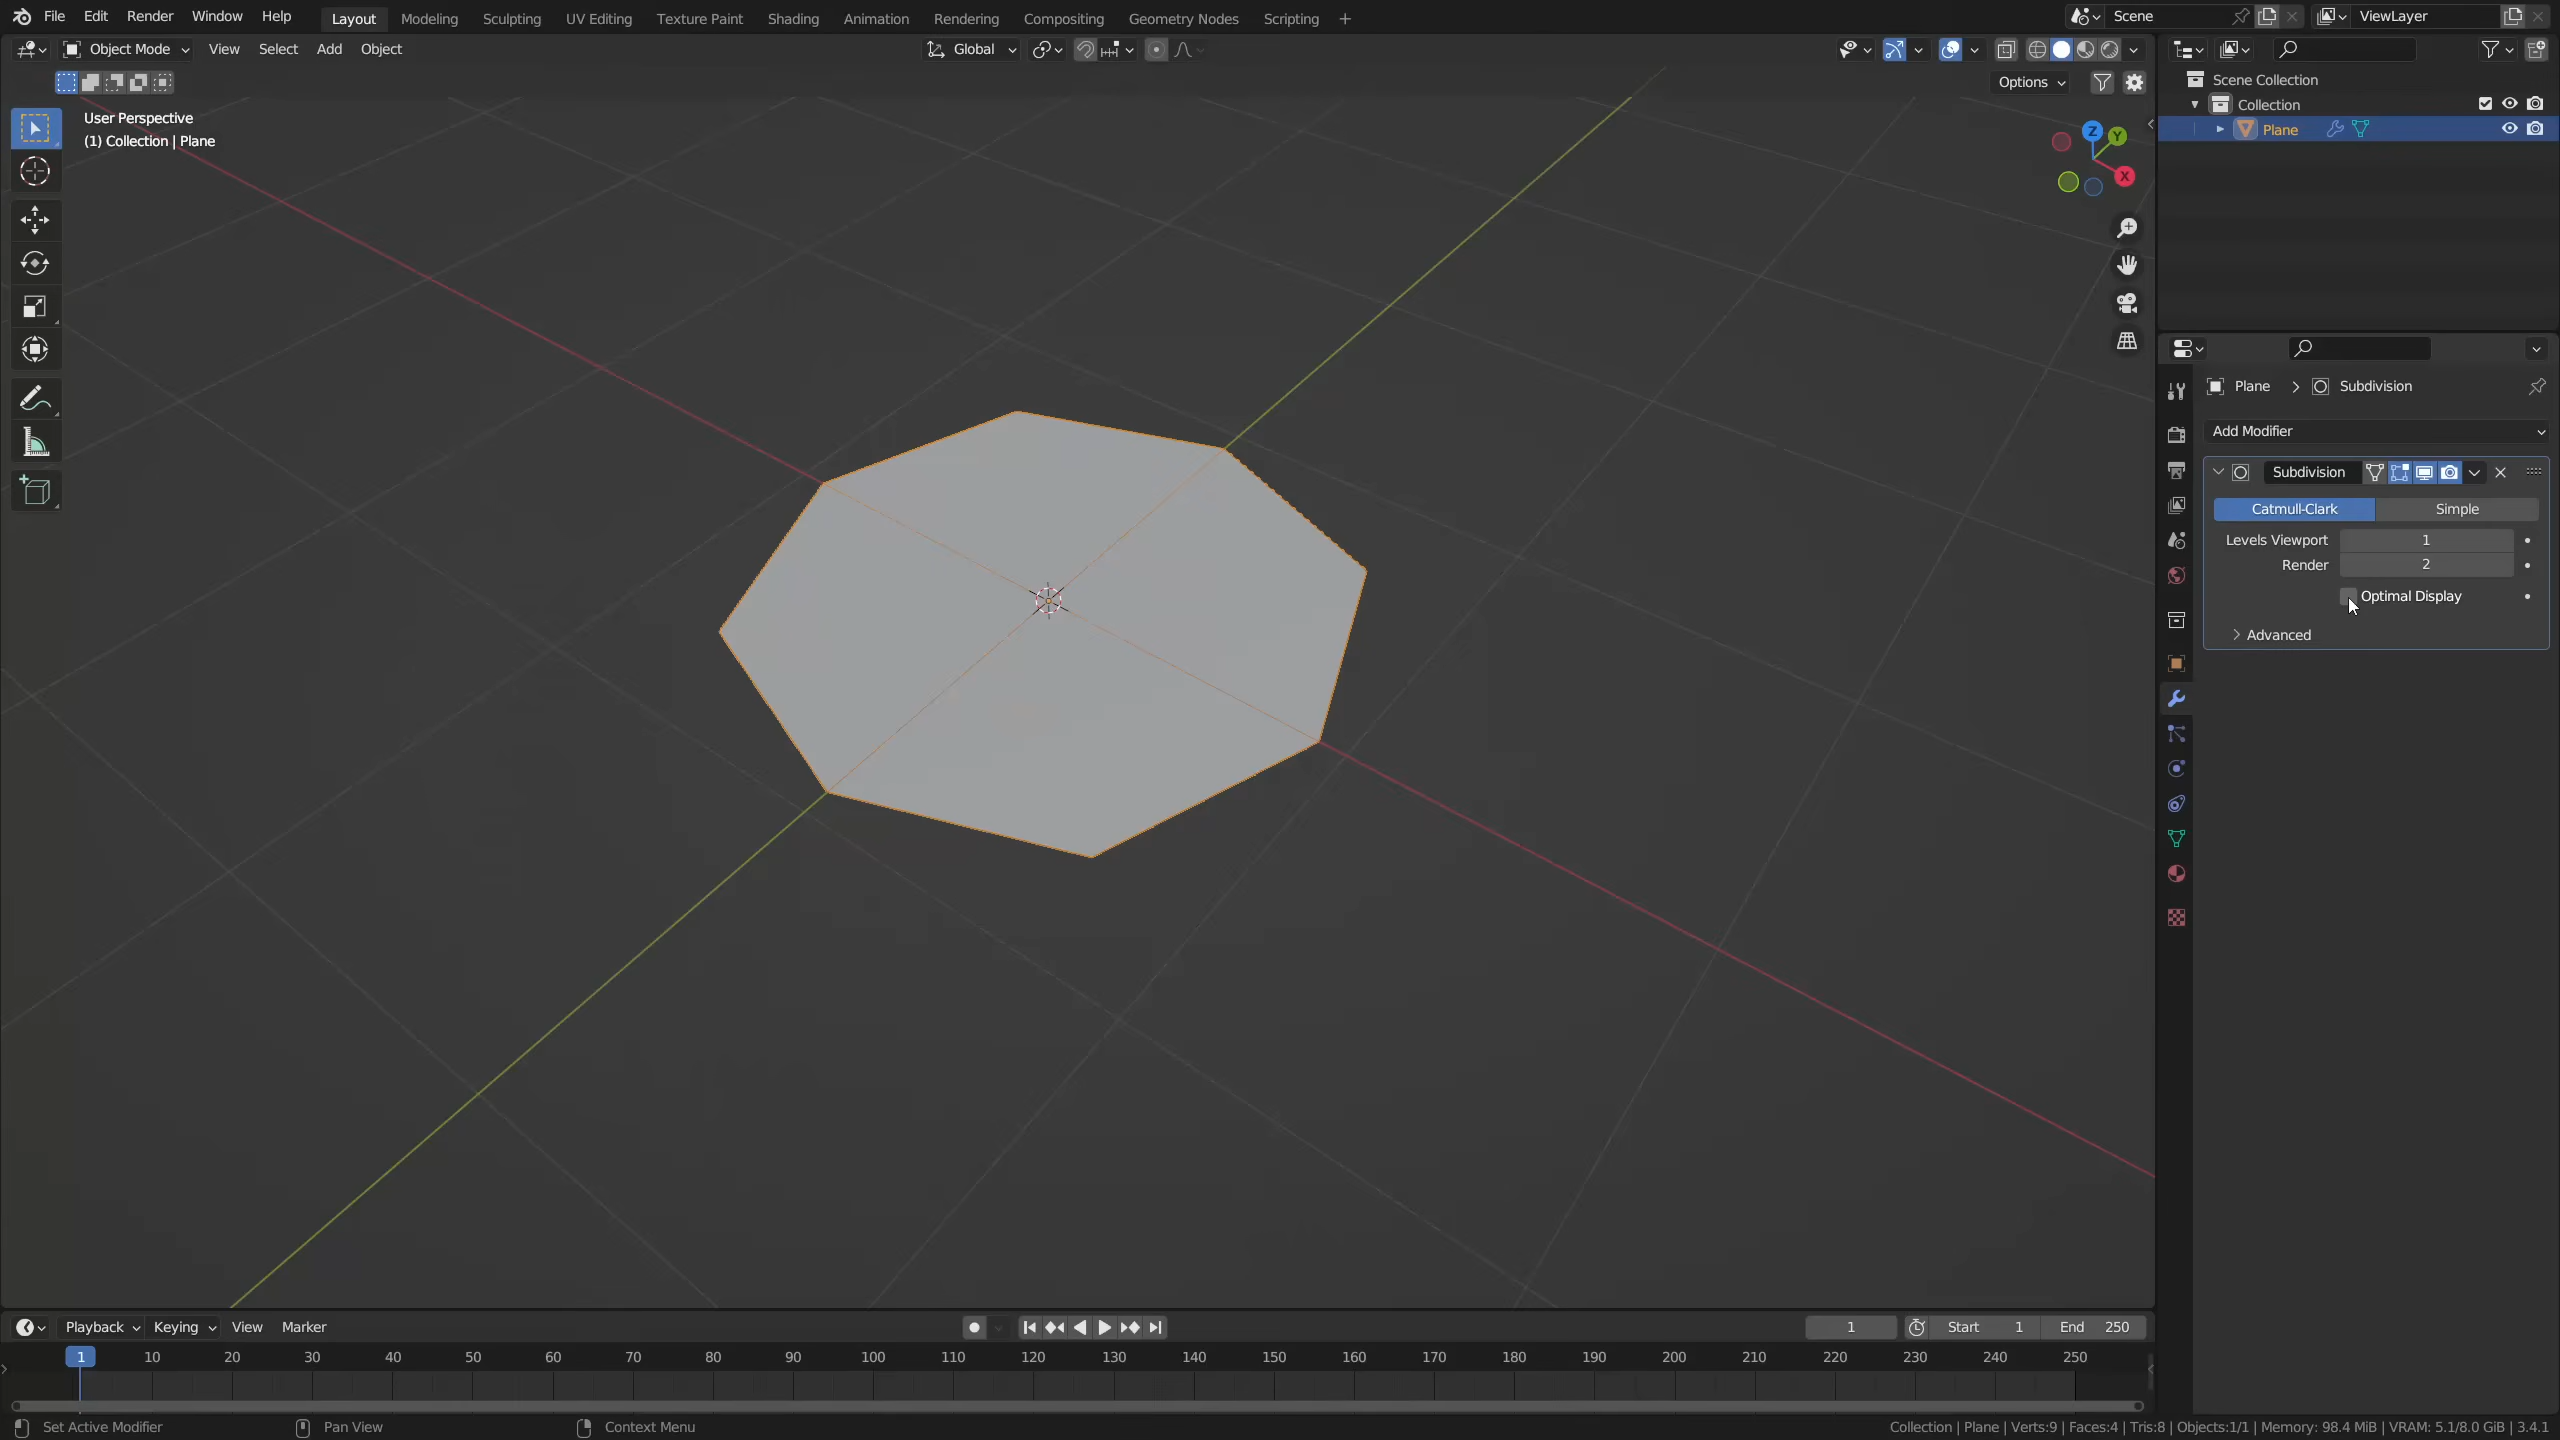 File Edit Render Window Help Layout Modeling Sculpting UV Editing Texture Paint Shading Animation Rendering Compositing Geometry Nodes Scripting + Scene ViewLayer
Object Mode View Select Add Object Global
Options
User Perspective
(1) Collection | Plane
Z
Y
X
Scene Collection
Collection
Plane
Plane > Subdivision
Add Modifier
Subdivision
Catmull-Clark Simple
Levels Viewport 1
Render 2
Optimal Display
Advanced
Playback Keying View Marker 1 Start 1 End 250
1 10 20 30 40 50 60 70 80 90 100 110 120 130 140 150 160 170 180 190 200 210 220 230 240 250
Set Active Modifier Pan View Context Menu Collection | Plane | Verts:9 | Faces:4 | Tris:8 | Objects:1/1 | Memory: 98.4 MiB | VRAM: 5.1/8.0 GiB | 3.4.1